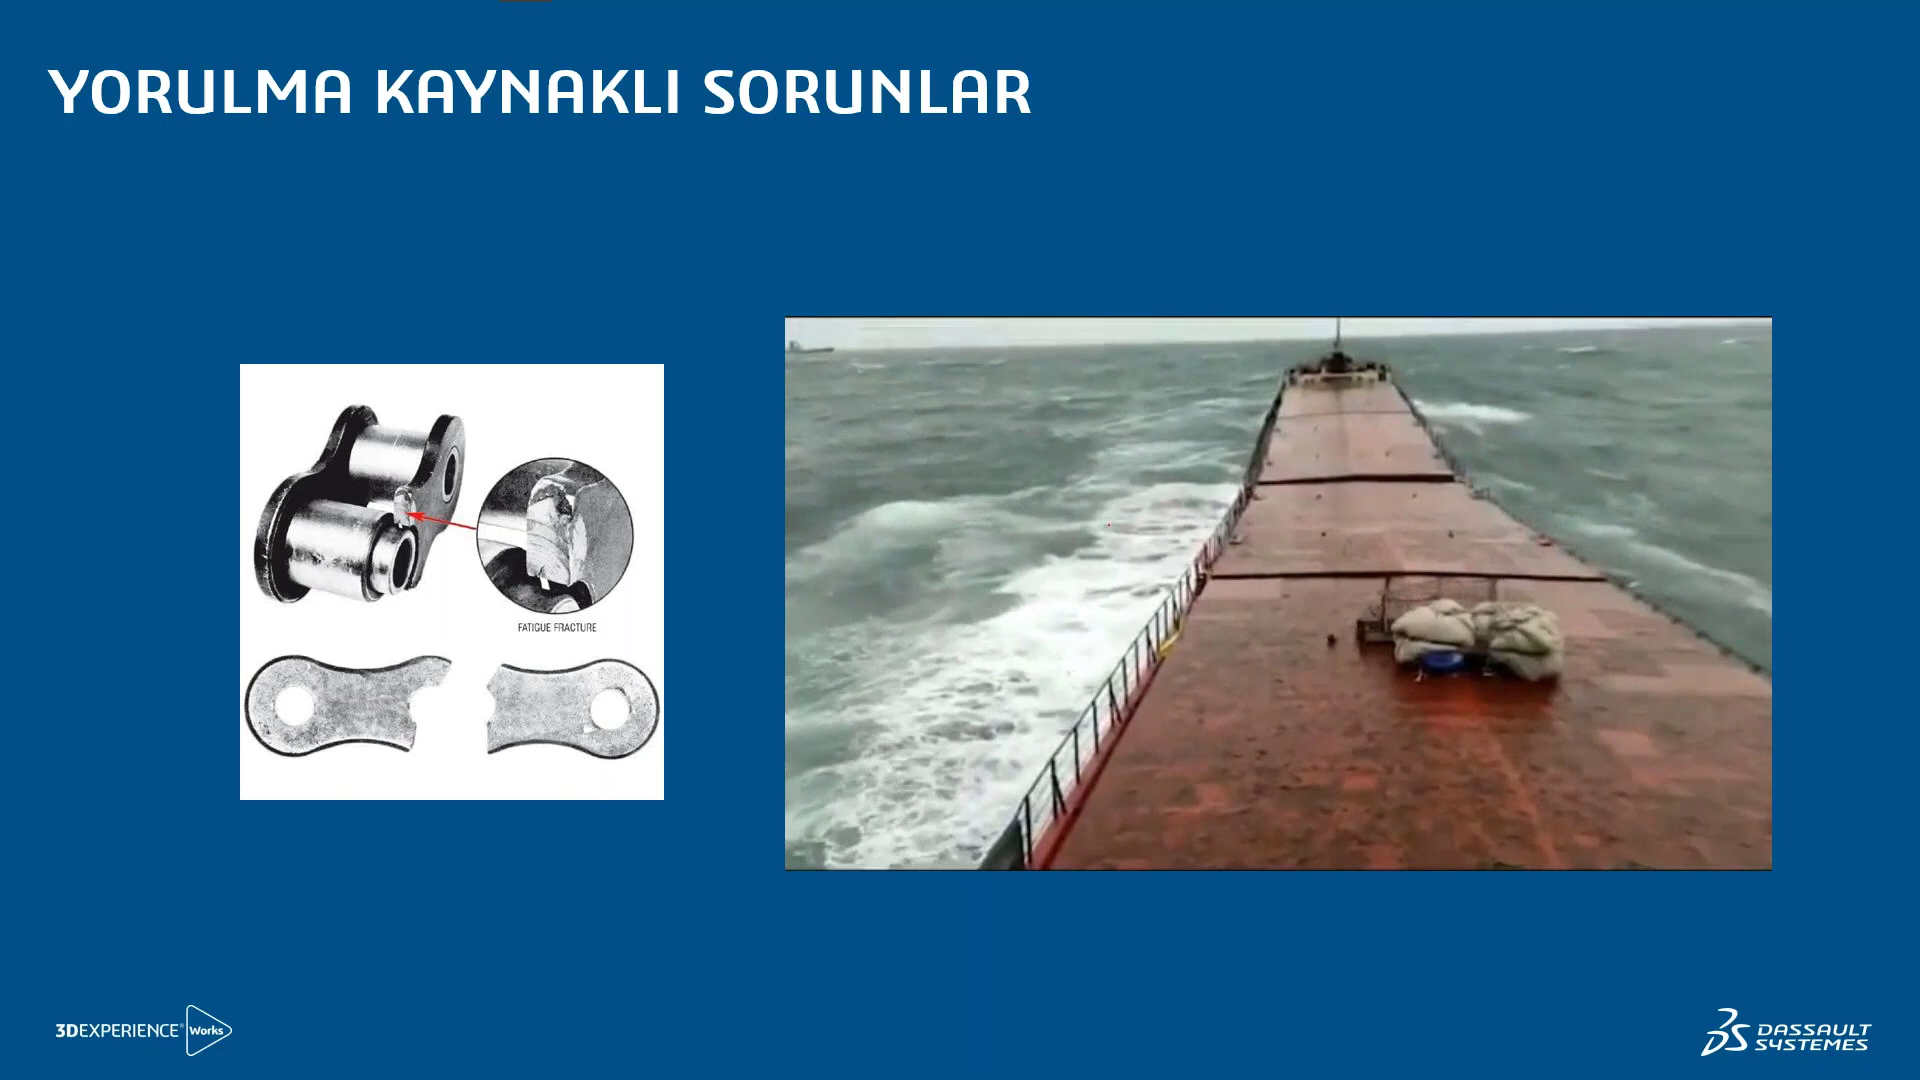 YORULMA KAYNAKLI SORUNLAR
FATIGUE FRACTURE
3DEXPERIENCE® Works
DASSAULT
SYSTEMES